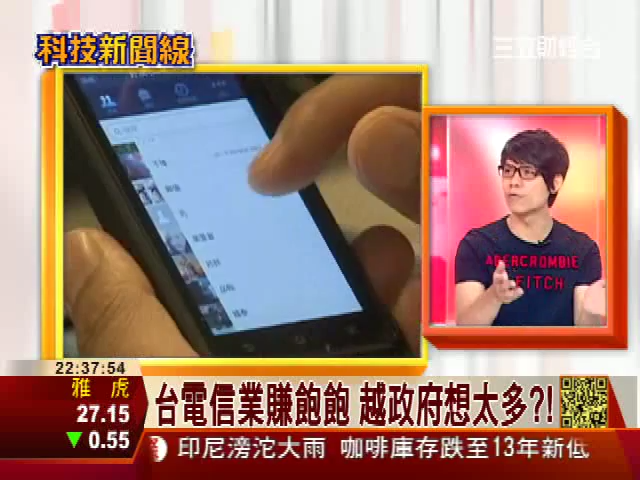 科技新聞線
三立財經台
ABERCROMBIE
FITCH
22:37:54
雅虎
27.15
▼0.55
台電信業賺飽飽 越政府想太多?!
印尼滂沱大雨 咖啡庫存跌至13年新低